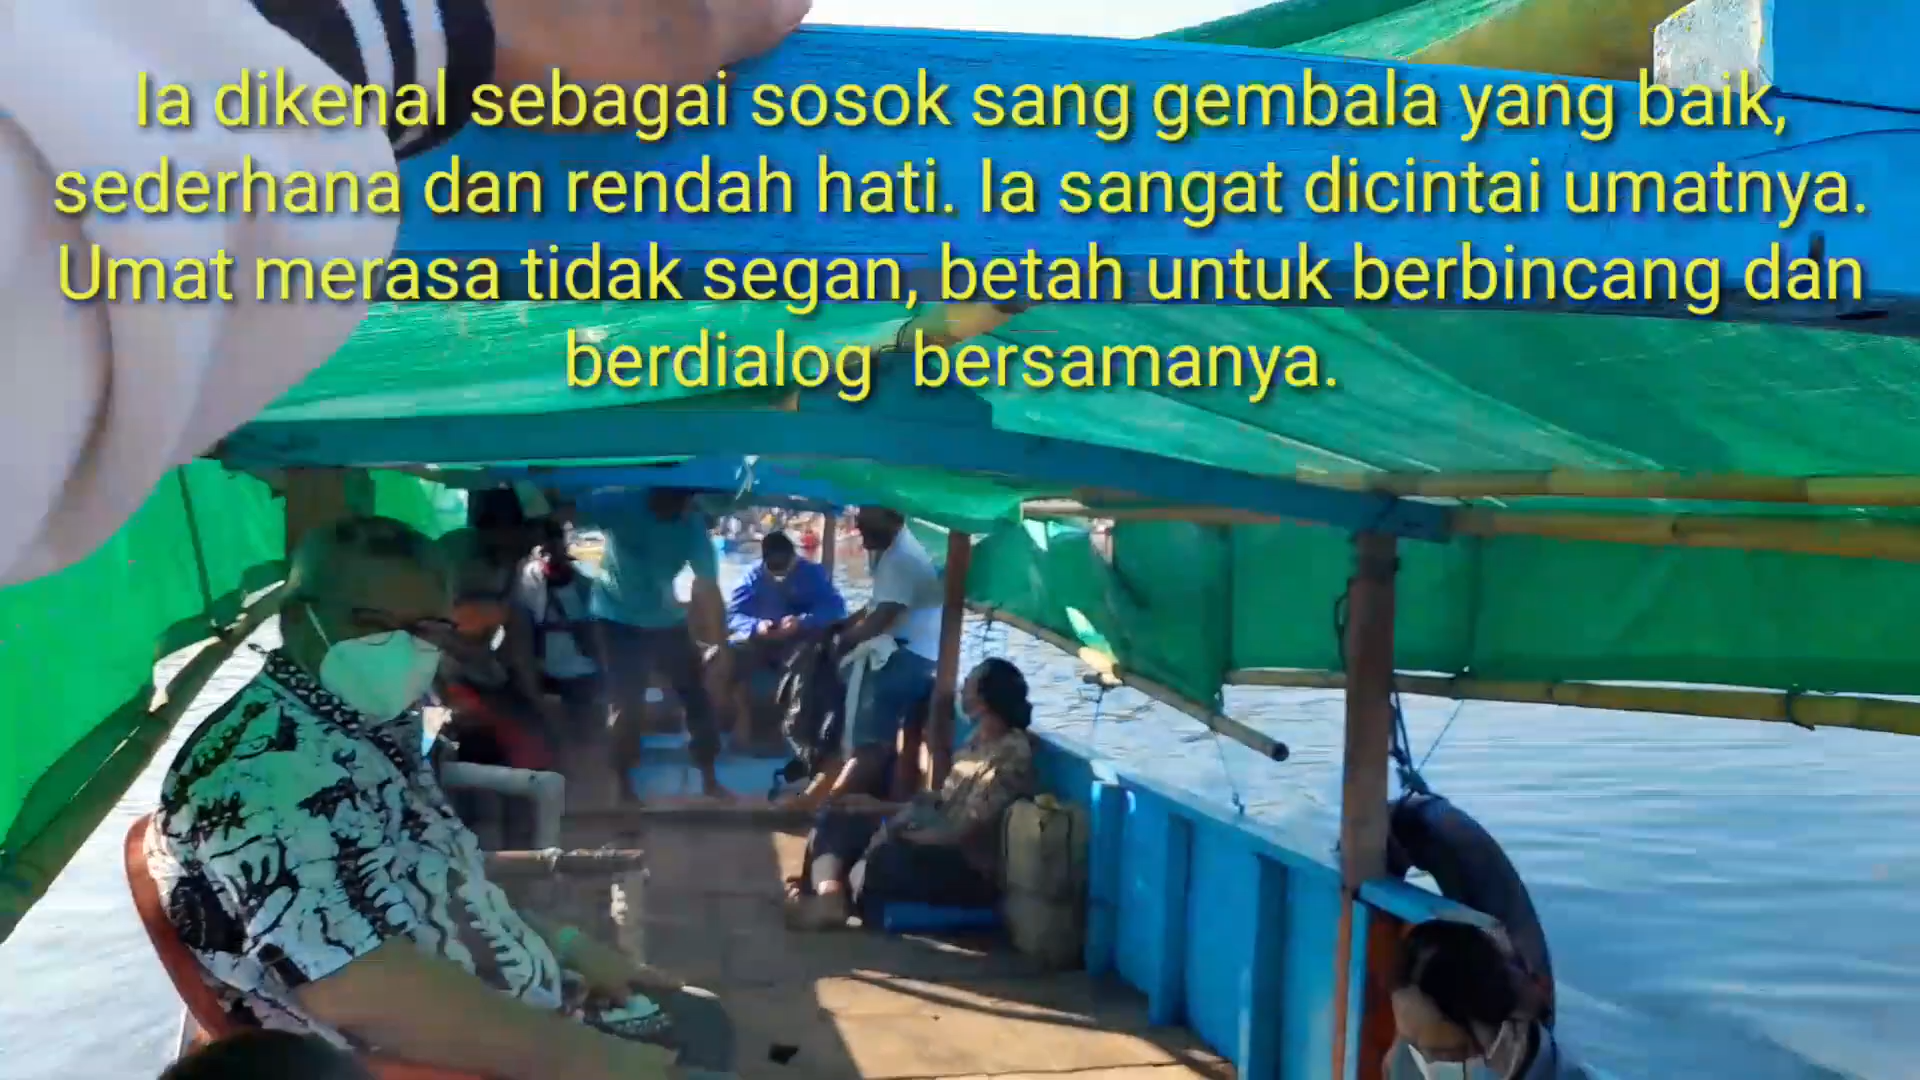 Ia dikenal sebagai sosok sang gembala yang baik,
sederhana dan rendah hati. Ia sangat dicintai umatnya.
Umat merasa tidak segan, betah untuk berbincang dan
berdialog  bersamanya.